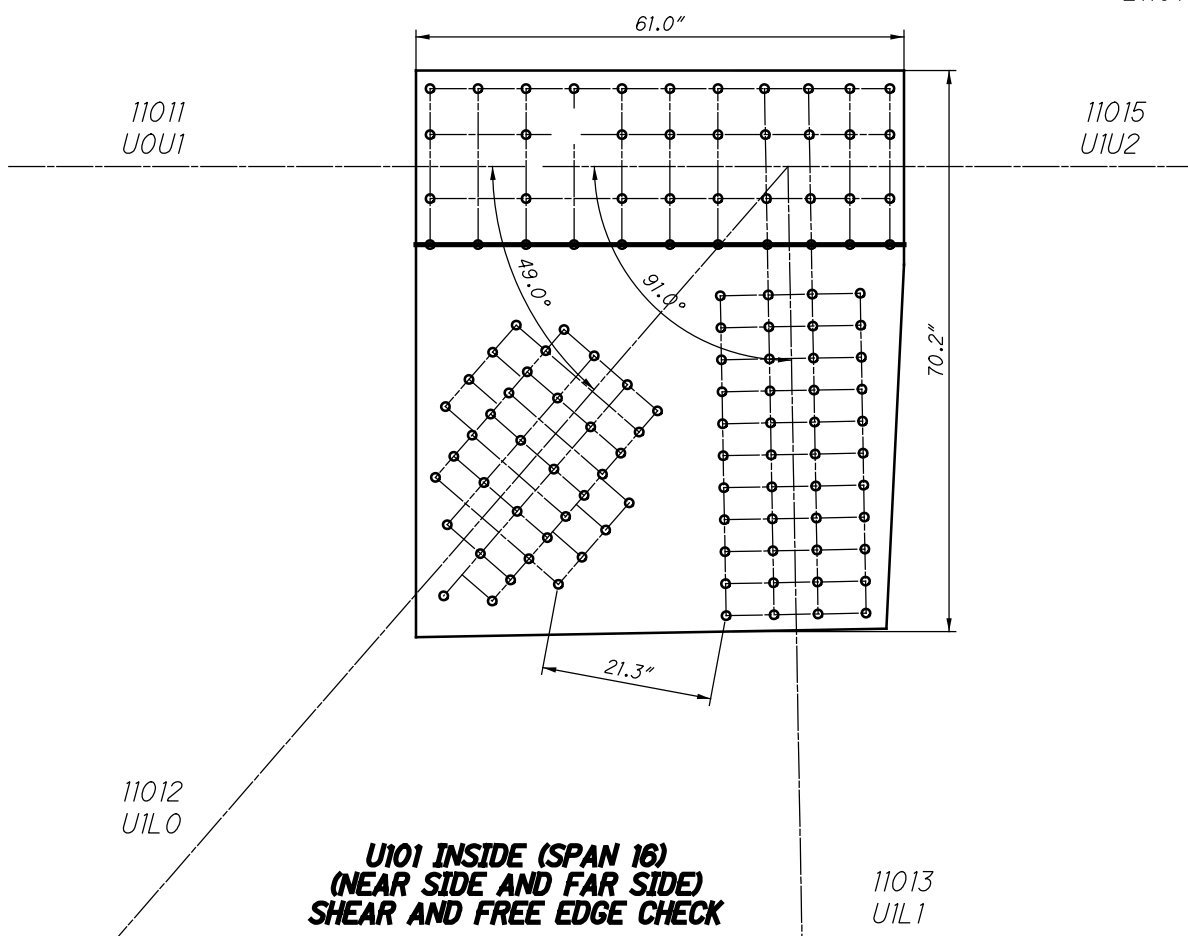 61.0"
11011
U0U1
11015
U1U2
49.0°
91.0°
70.2"
21.3"
11012
U1L0
U101 INSIDE (SPAN 16)
(NEAR SIDE AND FAR SIDE)
SHEAR AND FREE EDGE CHECK
11013
U1L1